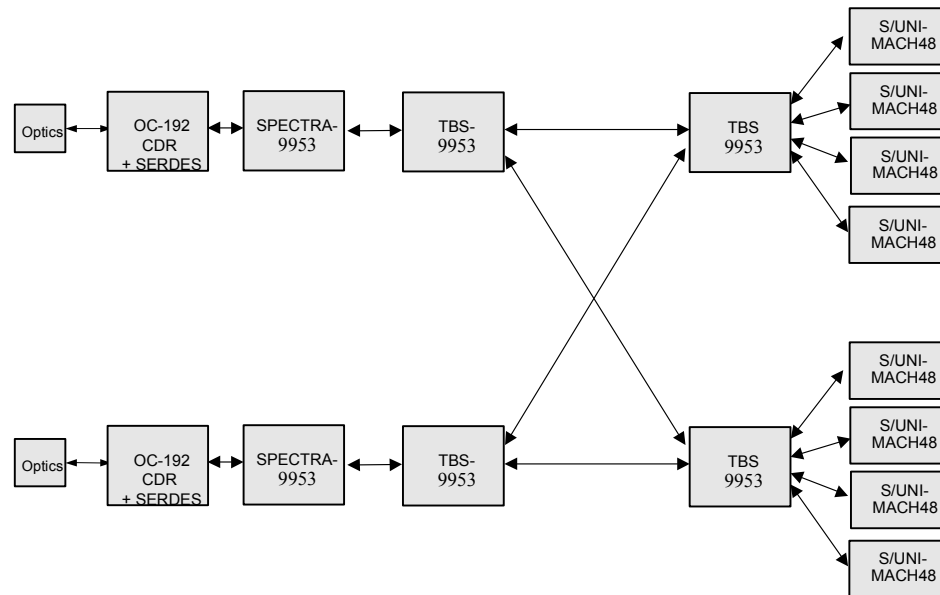 S/UNI-
MACH48
S/UNI-
MACH48
Optics
OC-192
CDR
+ SERDES
SPECTRA-
9953
TBS-
9953
TBS
9953
S/UNI-
MACH48
S/UNI-
MACH48
S/UNI-
MACH48
S/UNI-
MACH48
Optics
OC-192
CDR
+ SERDES
SPECTRA-
9953
TBS-
9953
TBS
9953
S/UNI-
MACH48
S/UNI-
MACH48